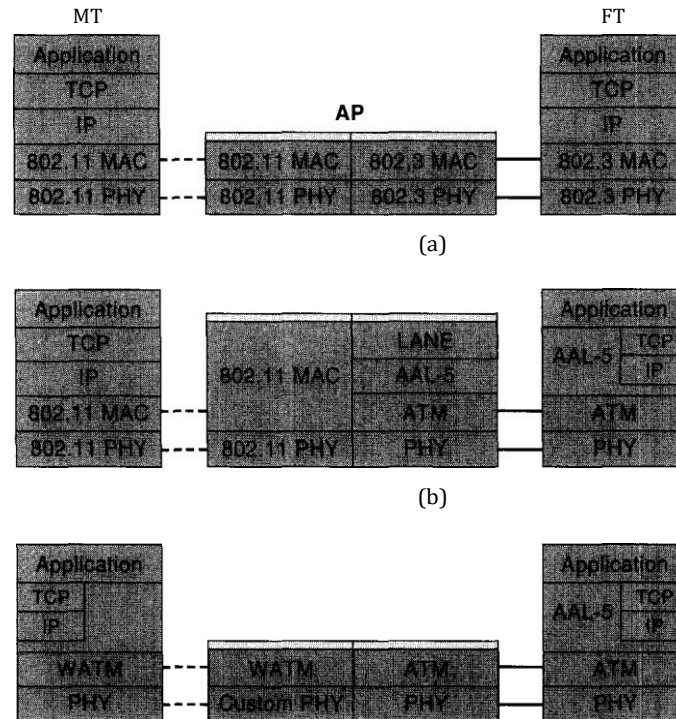 MT FT
Application Application
TCP TCP
IP AP IP
802.11 MAC 802.11 MAC 802.3 MAC 802.3 MAC
802.11 PHY 802.11 PHY 802.3 PHY 802.3 PHY
(a)
Application Application
TCP LANE AAL-5 TCP
IP 802.11 MAC AAL-5 IP
802.11 MAC ATM ATM
802.11 PHY 802.11 PHY PHY PHY
(b)
Application Application
TCP AAL-5 TCP
IP IP
WATM WATM ATM ATM
PHY Custom PHY PHY PHY